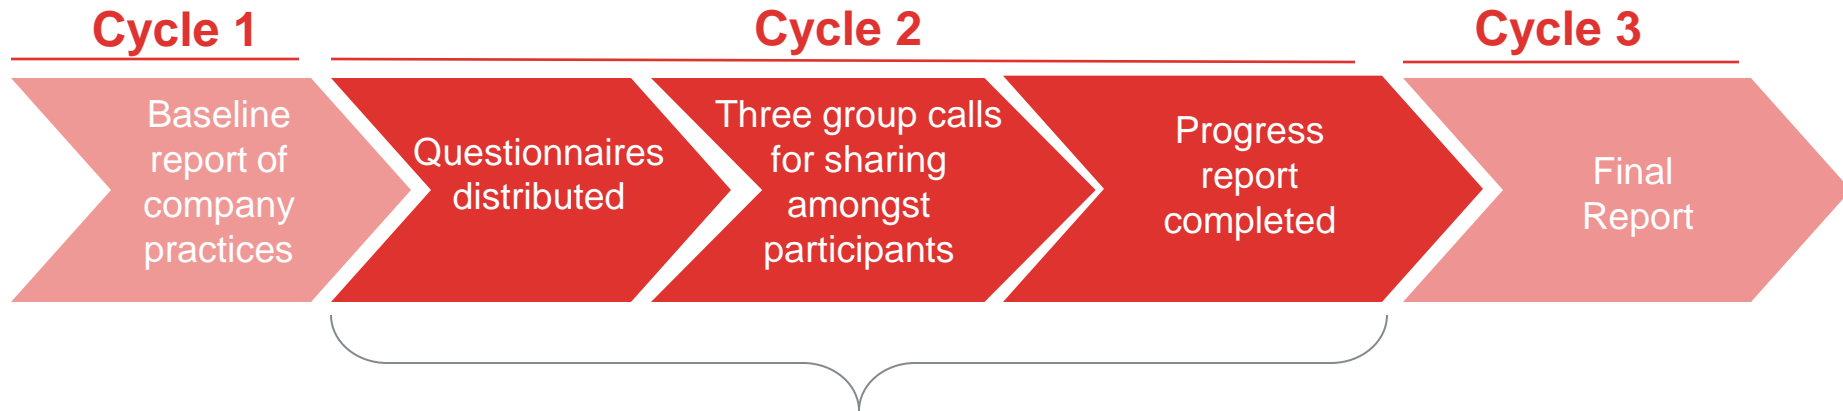 Cycle 1
Cycle 2
Cycle 3
Baseline
report of
company
practices
Questionnaires
distributed
Three group calls
for sharing
amongst
participants
Progress
report
completed
Final
Report